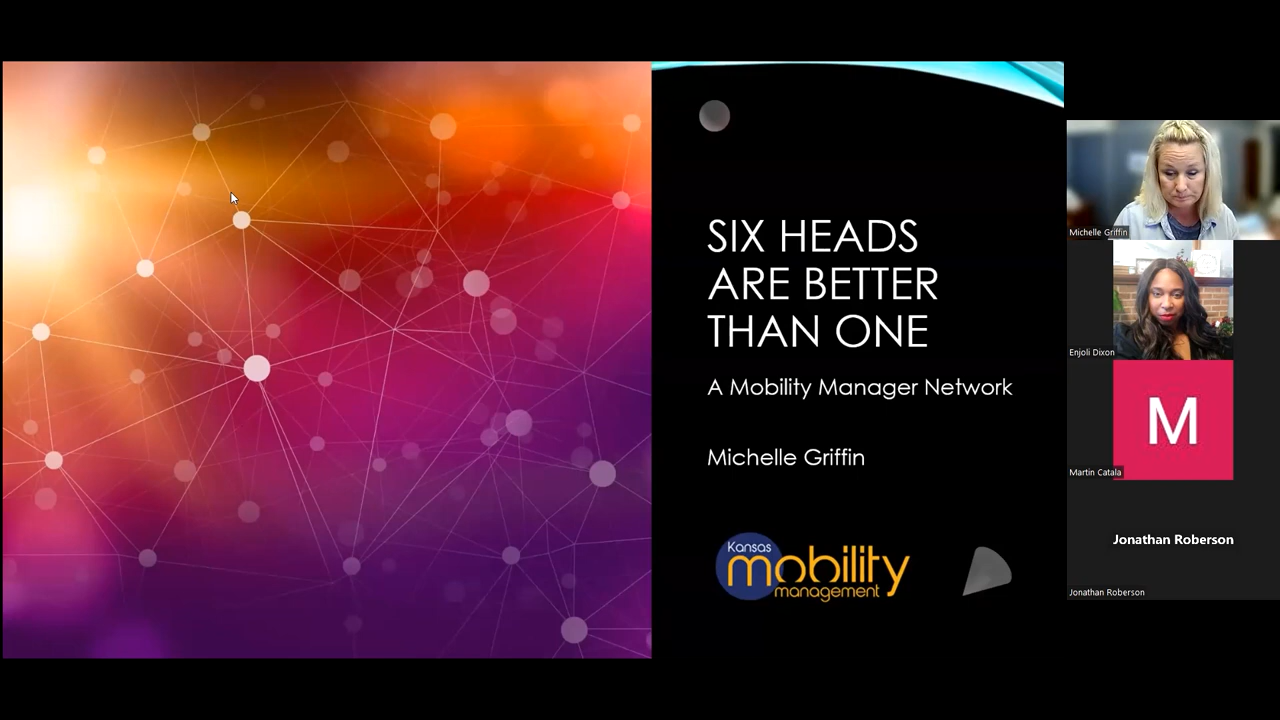 SIX HEADS
ARE BETTER
THAN ONE
A Mobility Manager Network
Michelle Griffin
Kansas
mobility
management
Michelle Griffin
Enjoli Dixon
M
Martin Catala
Jonathan Roberson
Jonathan Roberson